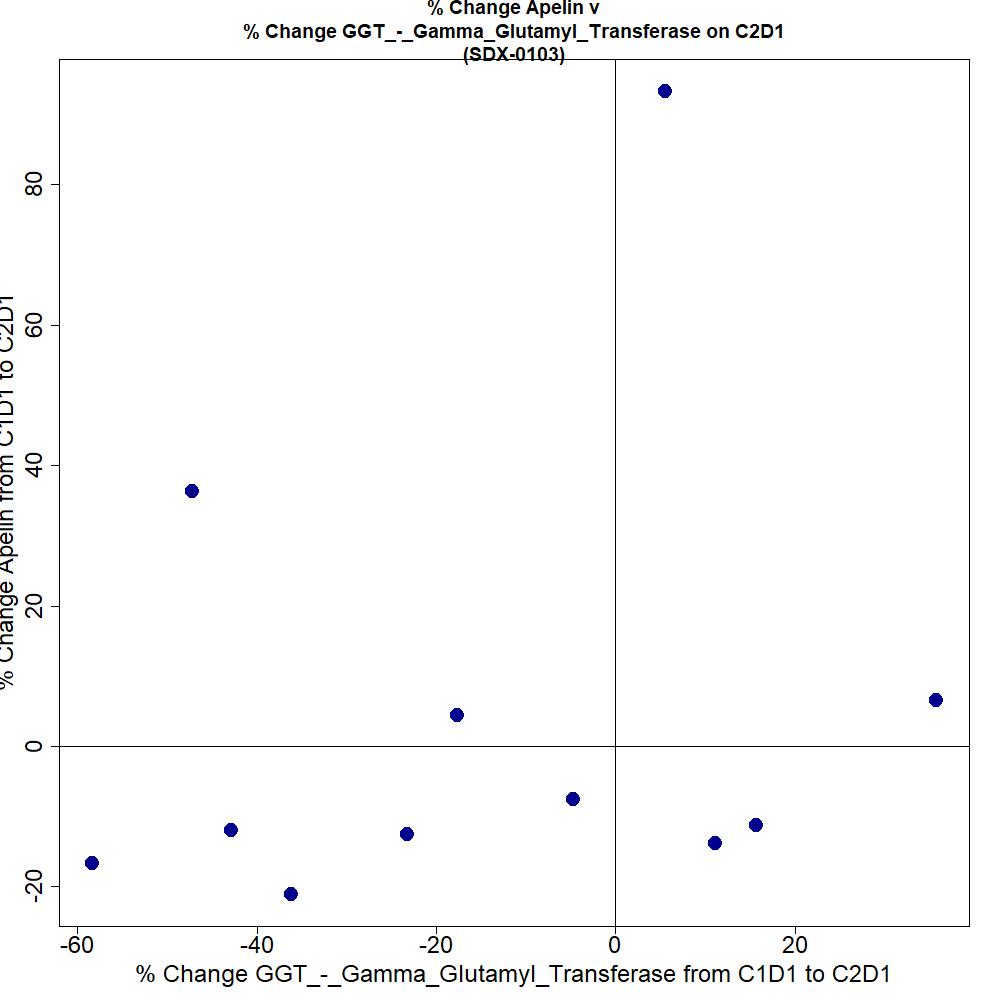 % Change Apelin v
% Change GGT_-_Gamma_Glutamyl_Transferase on C2D1
(SDX-0103)
% Change Apelin from C1D1 to C2D1
80
60
40
20
0
-20
-60
-40
-20
0
20
% Change GGT_-_Gamma_Glutamyl_Transferase from C1D1 to C2D1